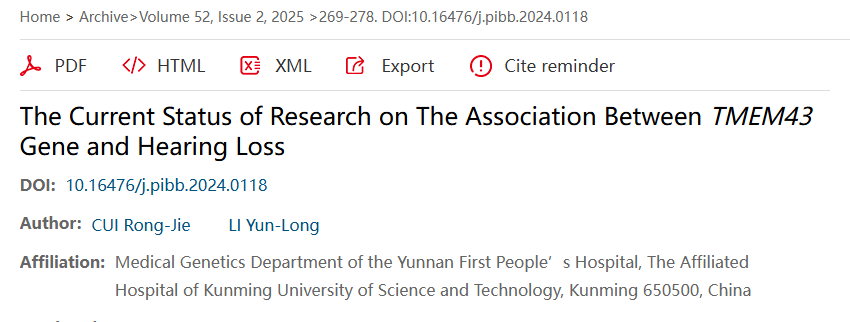 Home > Archive>Volume 52, Issue 2, 2025 >269-278. DOI:10.16476/j.pibb.2024.0118
PDF HTML XML Export Cite reminder
The Current Status of Research on The Association Between TMEM43
Gene and Hearing Loss
DOI: 10.16476/j.pibb.2024.0118
Author: CUI Rong-Jie LI Yun-Long
Affiliation: Medical Genetics Department of the Yunnan First People′s Hospital, The Affiliated
Hospital of Kunming University of Science and Technology, Kunming 650500, China